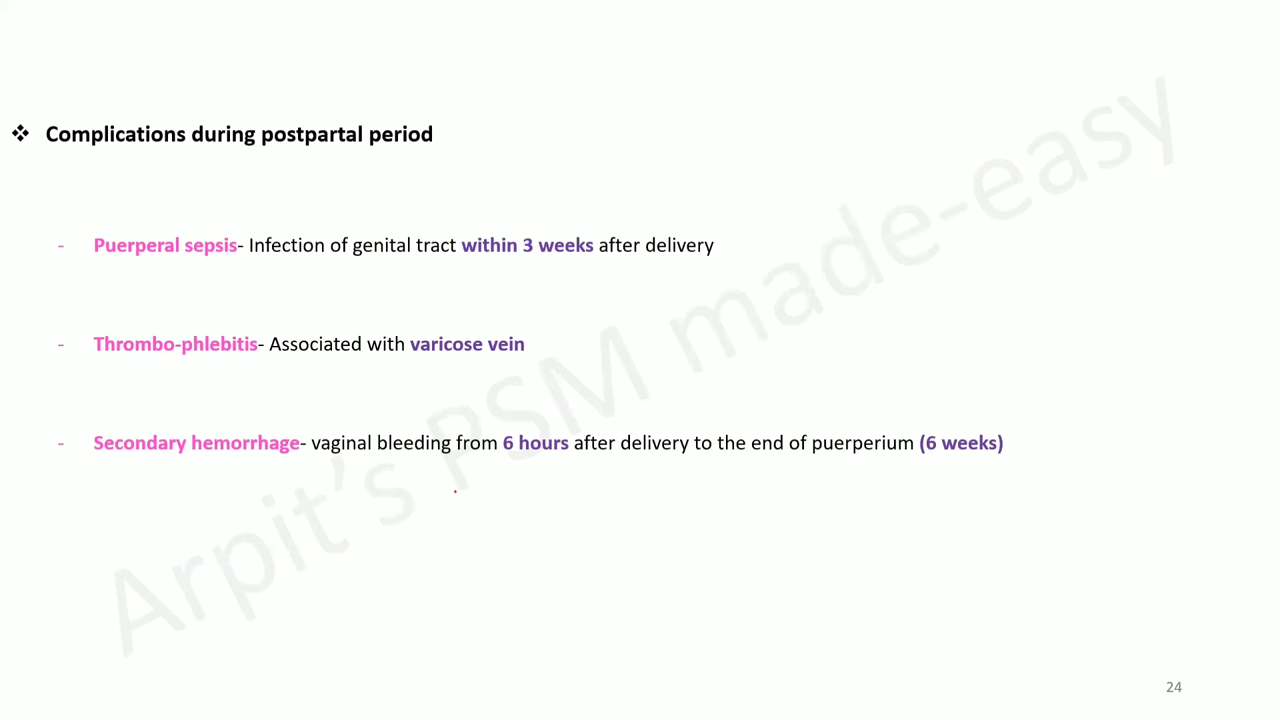 ❖ Complications during postpartal period
- Puerperal sepsis- Infection of genital tract within 3 weeks after delivery
- Thrombo-phlebitis- Associated with varicose vein
- Secondary hemorrhage- vaginal bleeding from 6 hours after delivery to the end of puerperium (6 weeks)
Arpit's PSM made-easy
24